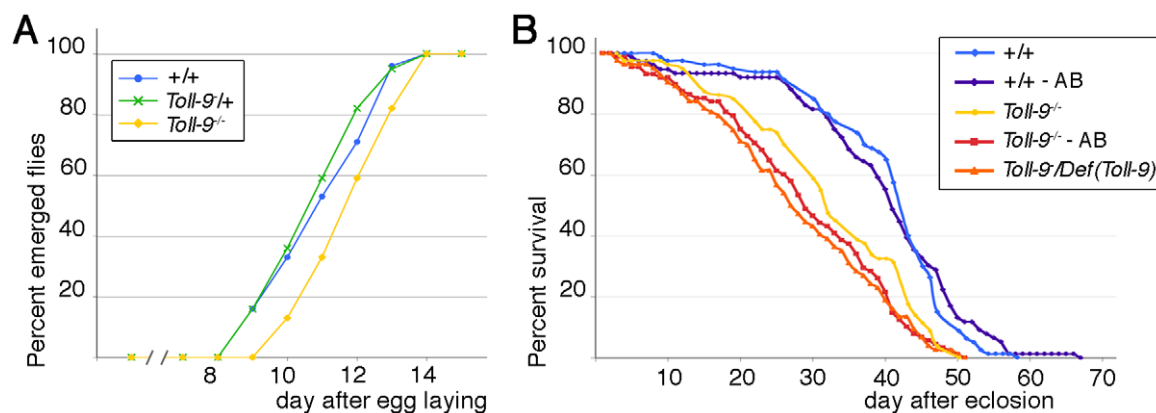 A
Percent emerged flies
100
80
60
40
20
+/+
Toll-9⁻/+
Toll-9⁻/⁻
8
10
12
14
day after egg laying
B
Percent survival
100
80
60
40
20
+/+
+/+ - AB
Toll-9⁻/⁻
Toll-9⁻/⁻ - AB
Toll-9⁻/Def(Toll-9)
10
20
30
40
50
60
70
day after eclosion